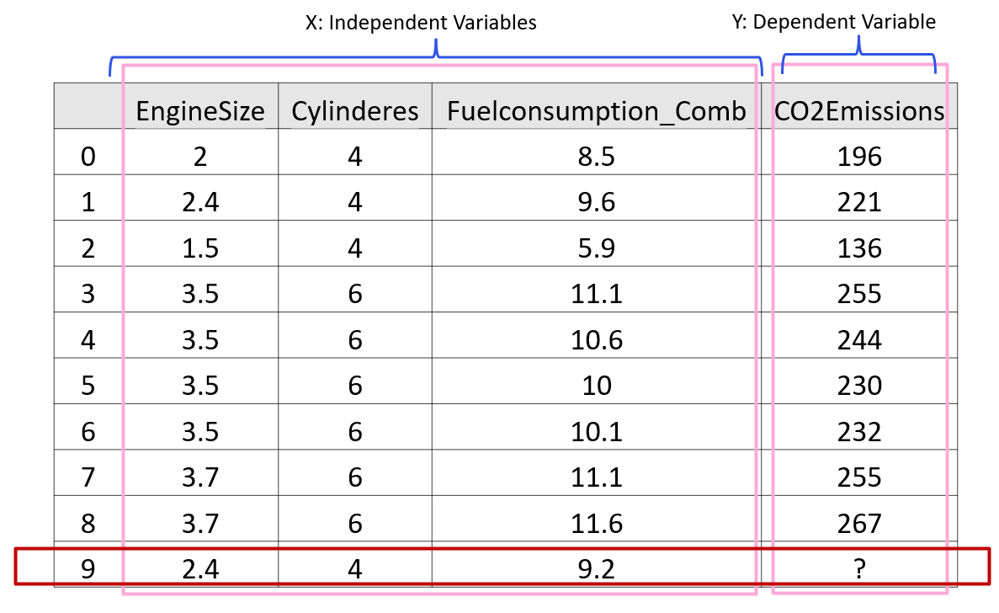 X: Independent Variables Y: Dependent Variable
EngineSize Cylinderes Fuelconsumption_Comb CO2Emissions
0 2 4 8.5 196
1 2.4 4 9.6 221
2 1.5 4 5.9 136
3 3.5 6 11.1 255
4 3.5 6 10.6 244
5 3.5 6 10 230
6 3.5 6 10.1 232
7 3.7 6 11.1 255
8 3.7 6 11.6 267
9 2.4 4 9.2 ?